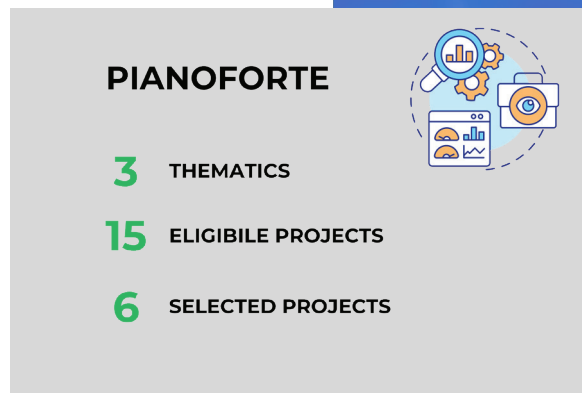 PIANOFORTE
3 THEMATICS
15 ELIGIBILE PROJECTS
6 SELECTED PROJECTS